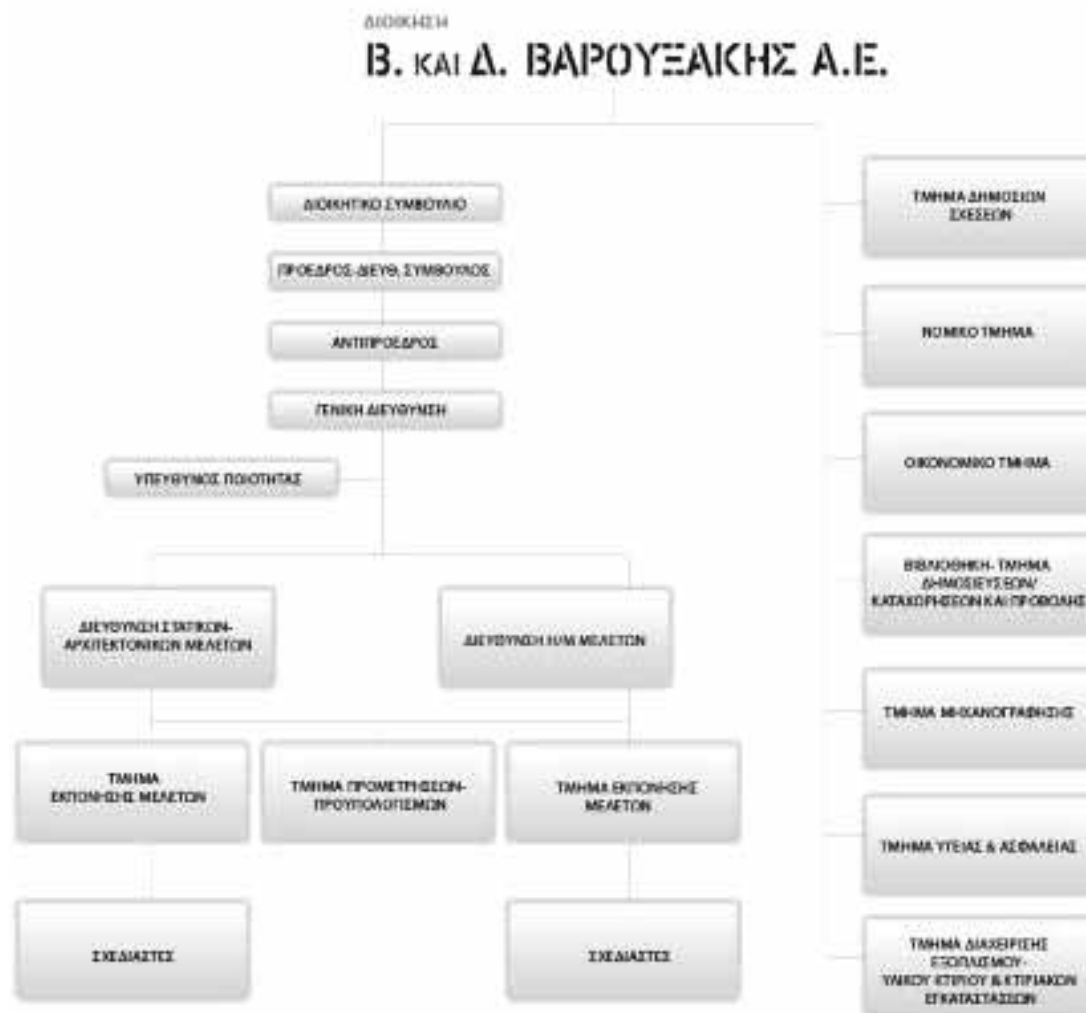 ΔΙΟΙΚΗΣΗ
Β. ΚΑΙ Δ. ΒΑΡΟΥΞΑΚΗΣ Α.Ε.
ΔΙΟΙΚΗΤΙΚΟ ΣΥΜΒΟΥΛΙΟ
ΠΡΟΕΔΡΟΣ-ΔΙΕΥΘ. ΣΥΜΒΟΥΛΟΣ
ΑΝΤΙΠΡΟΕΔΡΟΣ
ΓΕΝΙΚΗ ΔΙΕΥΘΥΝΣΗ
ΥΠΕΥΘΥΝΟΣ ΠΟΙΟΤΗΤΑΣ
ΔΙΕΥΘΥΝΣΗ ΣΤΑΤΙΚΩΝ-
ΑΡΧΙΤΕΚΤΟΝΙΚΩΝ ΜΕΛΕΤΩΝ
ΔΙΕΥΘΥΝΣΗ Η/Μ ΜΕΛΕΤΩΝ
ΤΜΗΜΑ
ΕΚΠΟΝΗΣΗΣ ΜΕΛΕΤΩΝ
ΤΜΗΜΑ ΠΡΟΜΕΤΡΗΣΕΩΝ-
ΠΡΟΥΠΟΛΟΓΙΣΜΩΝ
ΤΜΗΜΑ ΕΚΠΟΝΗΣΗΣ
ΜΕΛΕΤΩΝ
ΣΧΕΔΙΑΣΤΕΣ
ΣΧΕΔΙΑΣΤΕΣ
ΤΜΗΜΑ ΔΗΜΟΣΙΩΝ
ΣΧΕΣΕΩΝ
ΝΟΜΙΚΟ ΤΜΗΜΑ
ΟΙΚΟΝΟΜΙΚΟ ΤΜΗΜΑ
ΒΙΒΛΙΟΘΗΚΗ- ΤΜΗΜΑ
ΔΗΜΟΣΙΕΥΣΕΩΝ/
ΚΑΤΑΧΩΡΗΣΕΩΝ ΚΑΙ ΠΡΟΒΟΛΗΣ
ΤΜΗΜΑ ΜΗΧΑΝΟΓΡΑΦΗΣΗΣ
ΤΜΗΜΑ ΥΓΕΙΑΣ & ΑΣΦΑΛΕΙΑΣ
ΤΜΗΜΑ ΔΙΑΧΕΙΡΙΣΗΣ
ΕΞΟΠΛΙΣΜΟΥ-
ΥΛΙΚΟΥ ΚΤΙΡΙΟΥ & ΚΤΙΡΙΑΚΩΝ
ΕΓΚΑΤΑΣΤΑΣΕΩΝ